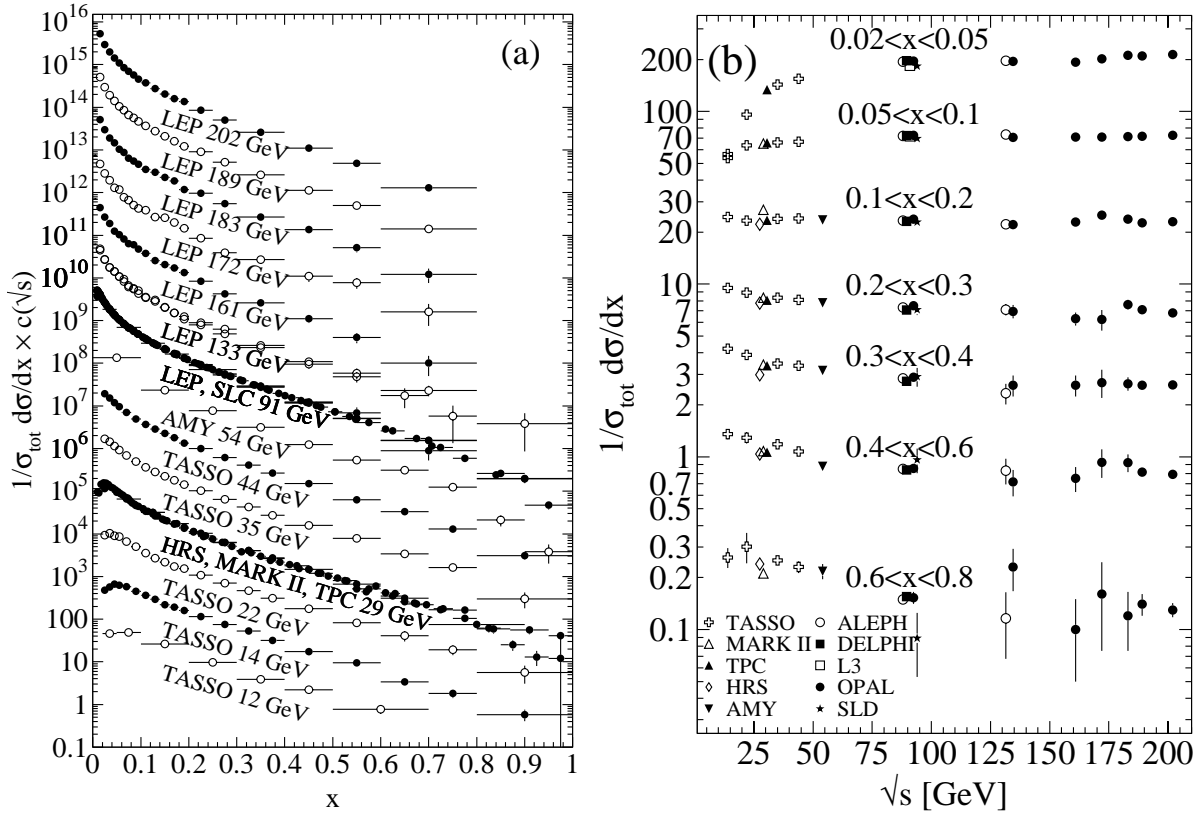 (a)
10^16
10^15
10^14
10^13
10^12
10^11
10^10
10^9
10^8
10^7
10^6
10^5
10^4
10^3
100
10
1
0.1
1/σtot dσ/dx × c(√s)
LEP 202 GeV
LEP 189 GeV
LEP 183 GeV
LEP 172 GeV
LEP 161 GeV
LEP 133 GeV
LEP, SLC 91 GeV
AMY 54 GeV
TASSO 44 GeV
TASSO 35 GeV
HRS, MARK II, TPC 29 GeV
TASSO 22 GeV
TASSO 14 GeV
TASSO 12 GeV
0 0.1 0.2 0.3 0.4 0.5 0.6 0.7 0.8 0.9 1
x
(b)
200
100
70
50
30
20
10
7
5
3
2
1
0.7
0.5
0.3
0.2
0.1
1/σtot dσ/dx
0.02<x<0.05
0.05<x<0.1
0.1<x<0.2
0.2<x<0.3
0.3<x<0.4
0.4<x<0.6
0.6<x<0.8
TASSO
MARK II
TPC
HRS
AMY
ALEPH
DELPHI
L3
OPAL
SLD
25 50 75 100 125 150 175 200
√s [GeV]